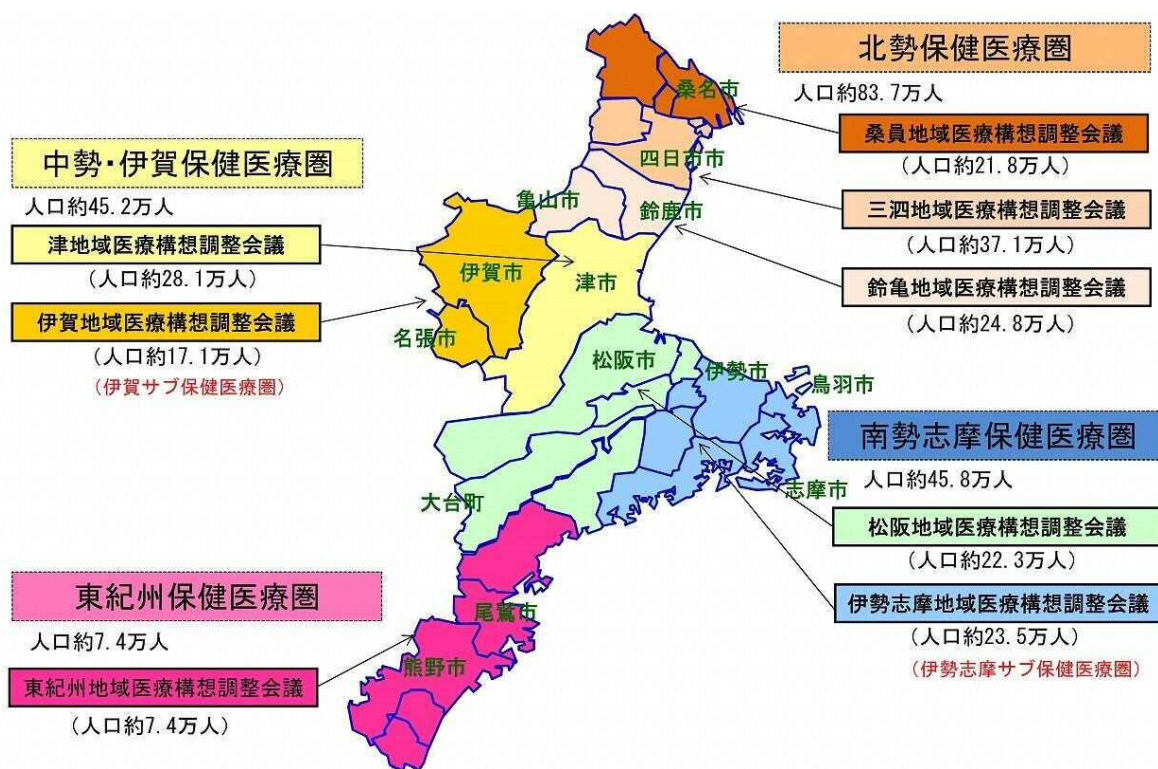 北勢保健医療圏
人口約83.7万人
桑員地域医療構想調整会議
(人口約21.8万人)
三泗地域医療構想調整会議
(人口約37.1万人)
鈴亀地域医療構想調整会議
(人口約24.8万人)
中勢・伊賀保健医療圏
人口約45.2万人
津地域医療構想調整会議
(人口約28.1万人)
伊賀地域医療構想調整会議
(人口約17.1万人)
(伊賀サブ保健医療圏)
桑名市
四日市市
亀山市
鈴鹿市
伊賀市
津市
名張市
松阪市
伊勢市
鳥羽市
志摩市
大台町
尾鷲市
熊野市
南勢志摩保健医療圏
人口約45.8万人
松阪地域医療構想調整会議
(人口約22.3万人)
伊勢志摩地域医療構想調整会議
(人口約23.5万人)
(伊勢志摩サブ保健医療圏)
東紀州保健医療圏
人口約7.4万人
東紀州地域医療構想調整会議
(人口約7.4万人)